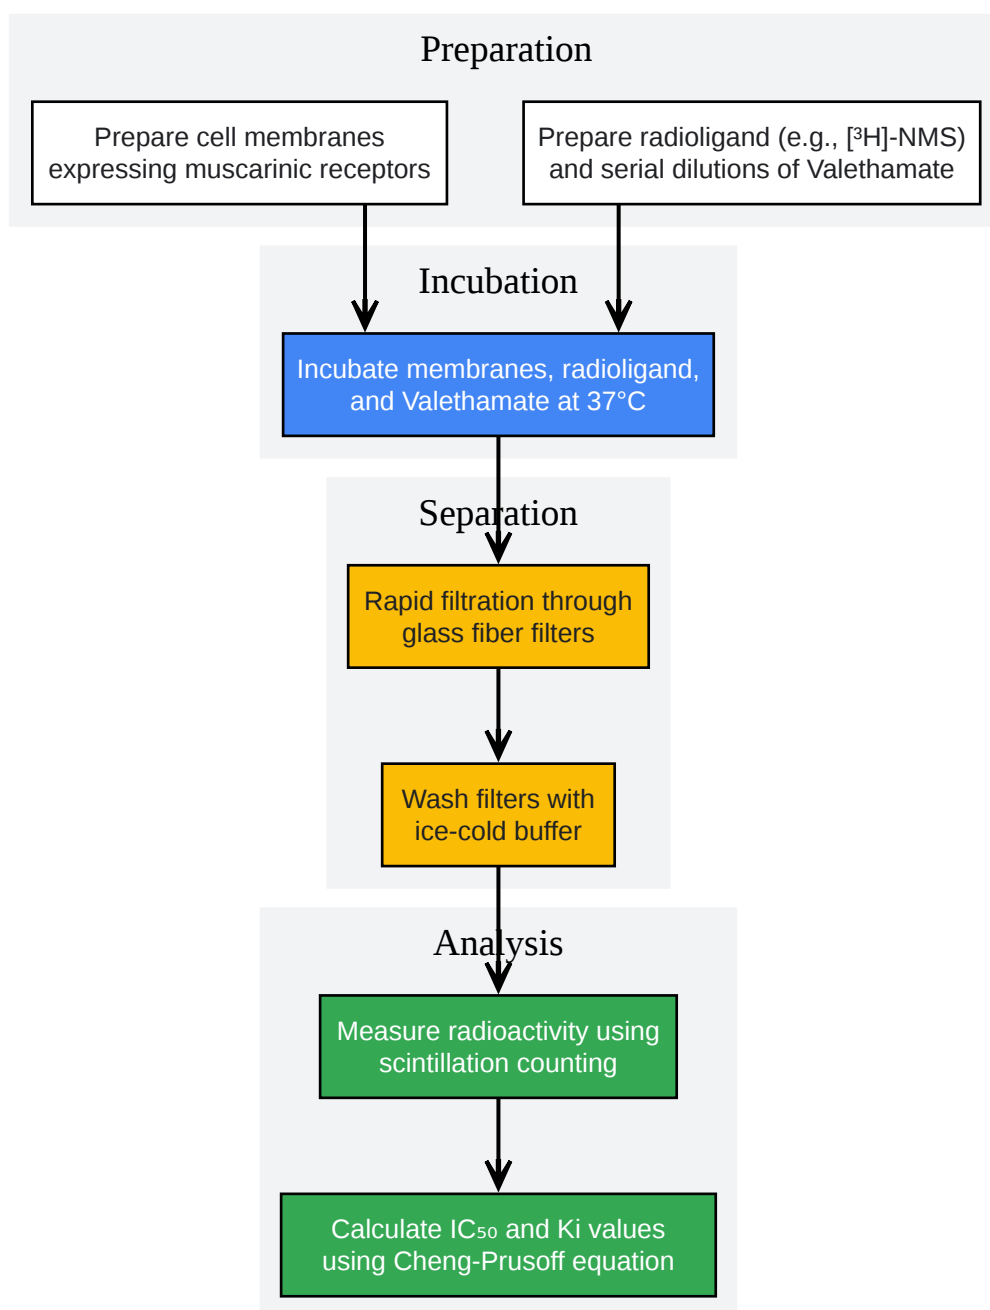 Preparation
Prepare cell membranes
expressing muscarinic receptors
Prepare radioligand (e.g., [³H]-NMS)
and serial dilutions of Valethamate
Incubation
Incubate membranes, radioligand,
and Valethamate at 37°C
Separation
Rapid filtration through
glass fiber filters
Wash filters with
ice-cold buffer
Analysis
Measure radioactivity using
scintillation counting
Calculate IC₅₀ and Ki values
using Cheng-Prusoff equation